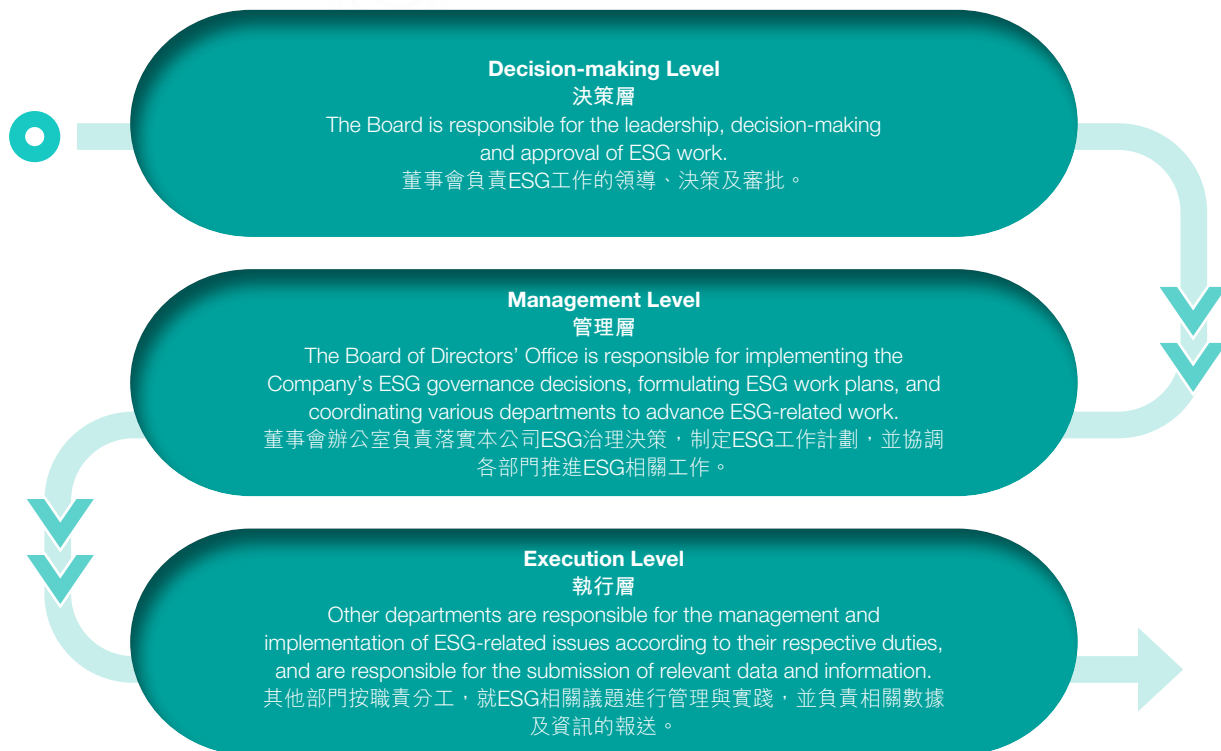 Decision-making Level
決策層
The Board is responsible for the leadership, decision-making
and approval of ESG work.
董事會負責ESG工作的領導、決策及審批。
Management Level
管理層
The Board of Directors’ Office is responsible for implementing the
Company’s ESG governance decisions, formulating ESG work plans, and
coordinating various departments to advance ESG-related work.
董事會辦公室負責落實本公司ESG治理決策，制定ESG工作計劃，並協調
各部門推進ESG相關工作。
Execution Level
執行層
Other departments are responsible for the management and
implementation of ESG-related issues according to their respective duties,
and are responsible for the submission of relevant data and information.
其他部門按職責分工，就ESG相關議題進行管理與實踐，並負責相關數據
及資訊的報送。